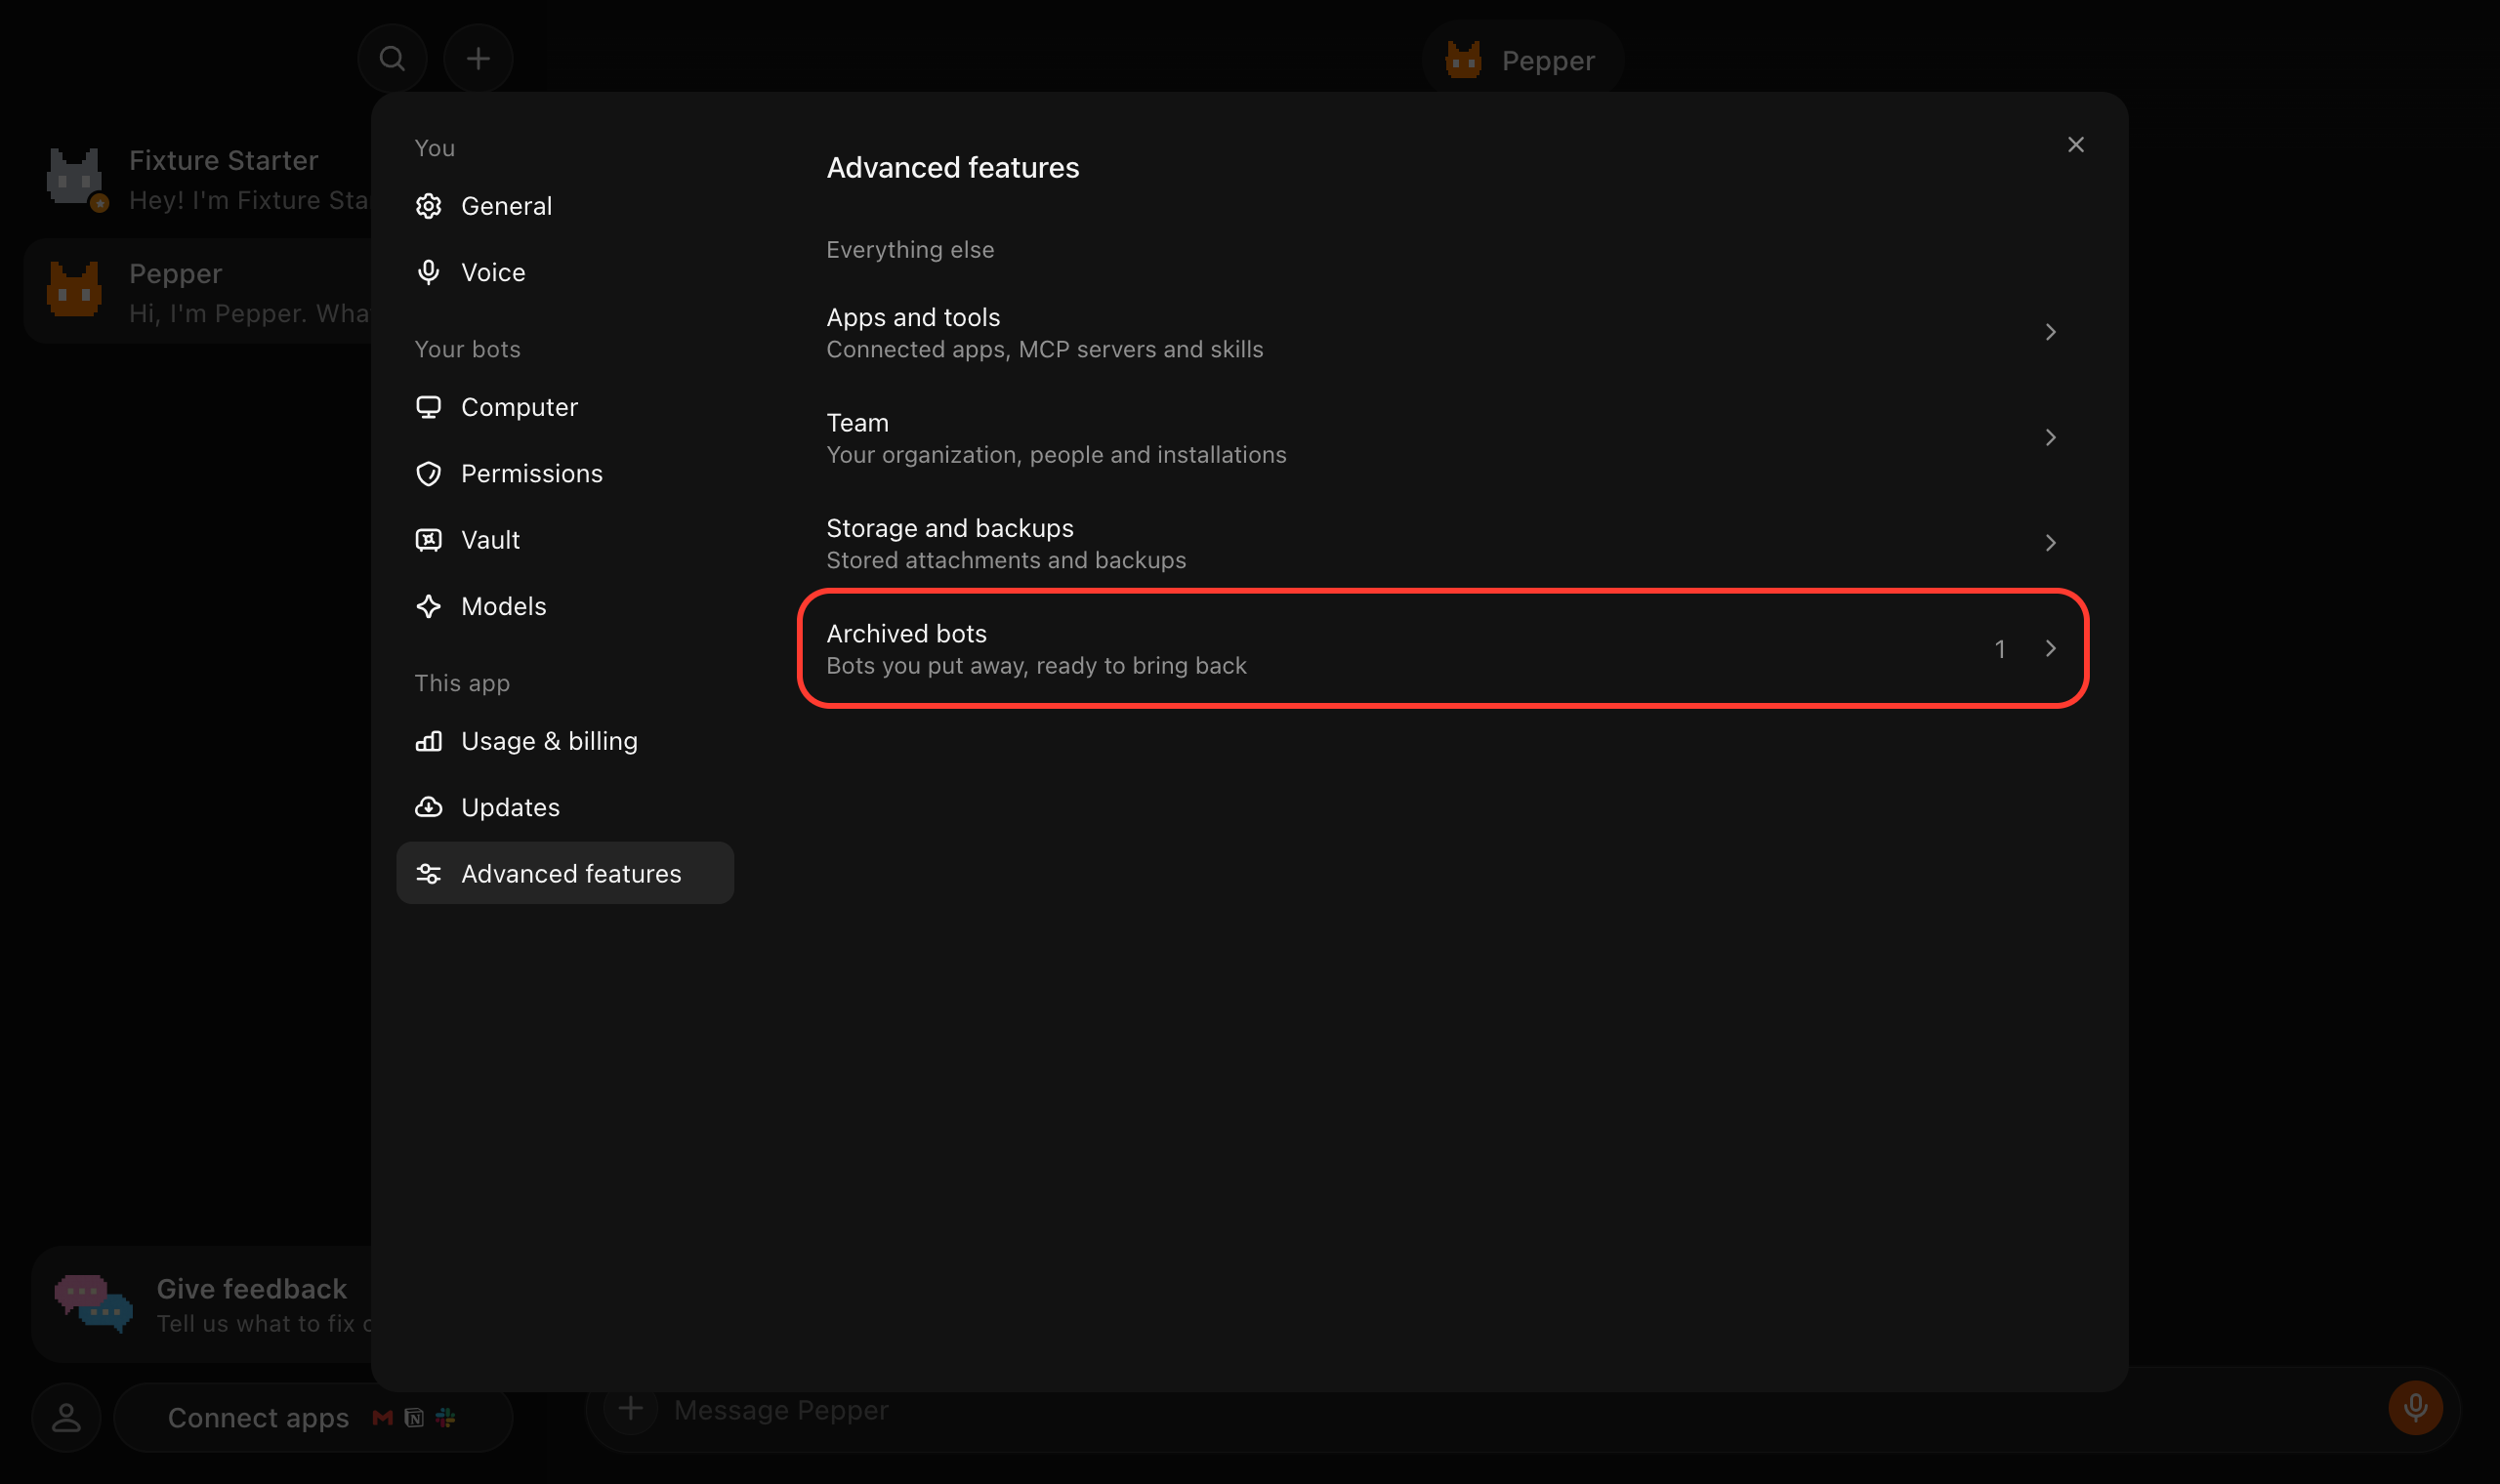 Pepper
Fixture Starter
Hey! I'm Fixture
Pepper
Hi, I'm Pepper.
You
General
Voice
Your bots
Computer
Permissions
Vault
Models
This app
Usage & billing
Updates
Advanced features
Advanced features
Everything else
Apps and tools
Connected apps, MCP servers and skills
Team
Your organization, people and installations
Storage and backups
Stored attachments and backups
Archived bots
Bots you put away, ready to bring back
1
Give feedback
Tell us what to fix
Connect apps
Message Pepper